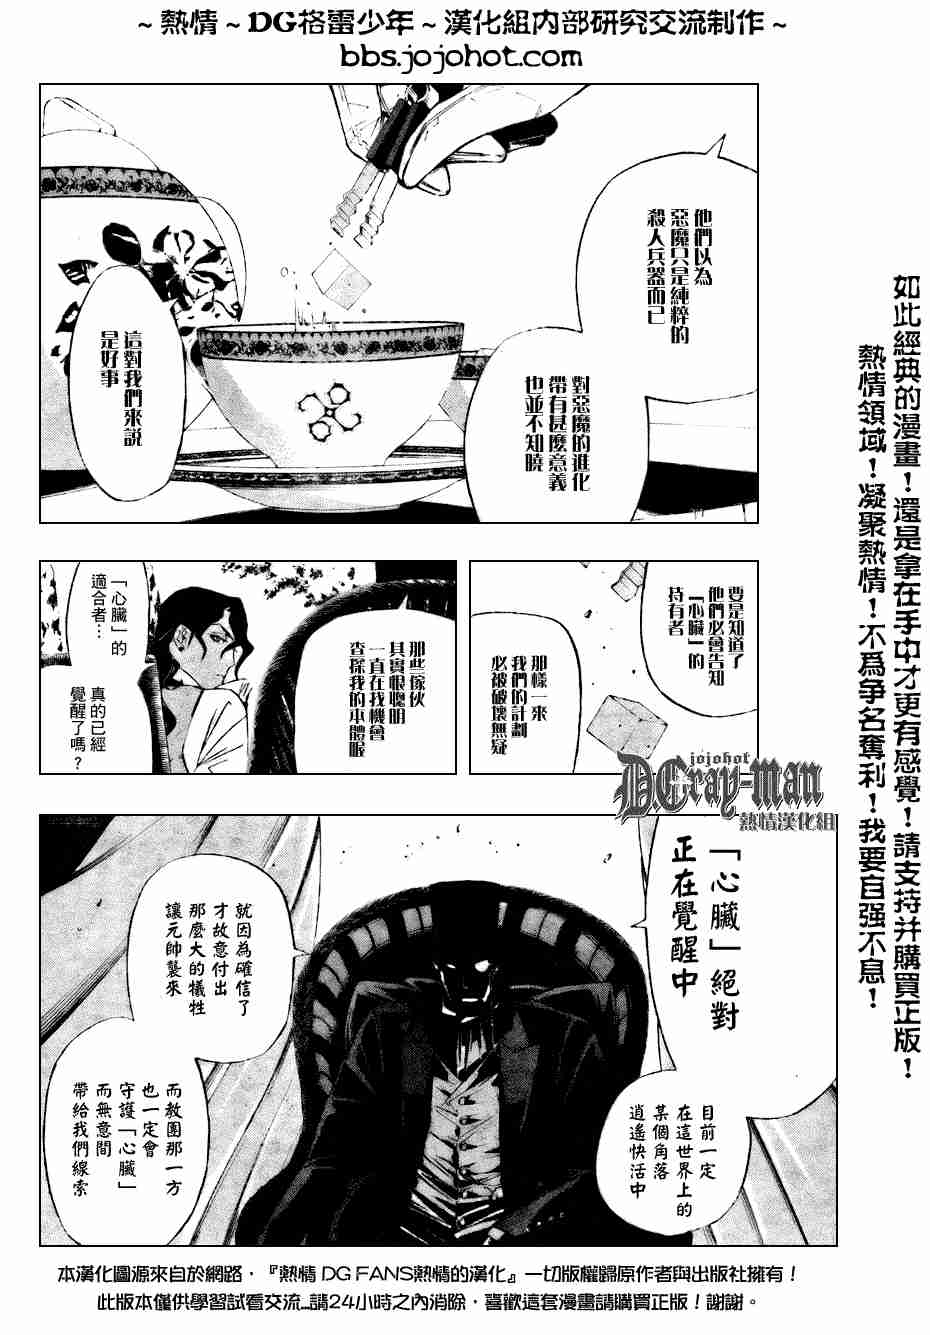 ~熱情~DG격雷少年~漢化組內部研究交流制作~
bbs.jojohot.com
他們以為
惡魔只是純粹的
殺人兵器而已
對惡魔的進化
帶有甚麼意義
也並不知曉
這對我們來說
是好事
要是知道了
他們必會告知
『心臟』的
持有者
那樣一來
我們的計劃
必被破壞無疑
那些傢伙
其實很聰明
一直在找機會
查探我的本體喔
「心臟」的
適合者…
真的已經
覺醒了嗎？
jojohot
D.Gray-man
熱情漢化組
「心臟」絕對
正在覺醒中
目前一定
在這世界上的
某個角落
逍遙快活中
就因為確信了
才故意付出
那麼大的犧牲
讓元帥襲來
而教團那一方
也一定會
守護「心臟」
而無意間
帶給我們線索
如此經典的漫畫！還是拿在手中才更有感覺！請支持并購買正版！
熱情領域！凝聚熱情！不爲争名奪利！我要自强不息！
本漢化圖源來自於網路，『熱情 DG FANS熱情的漢化』一切版權歸原作者與出版社擁有！
此版本僅供學習試看交流...請24小時之內消除，喜歡這套漫畫請購買正版！謝謝。